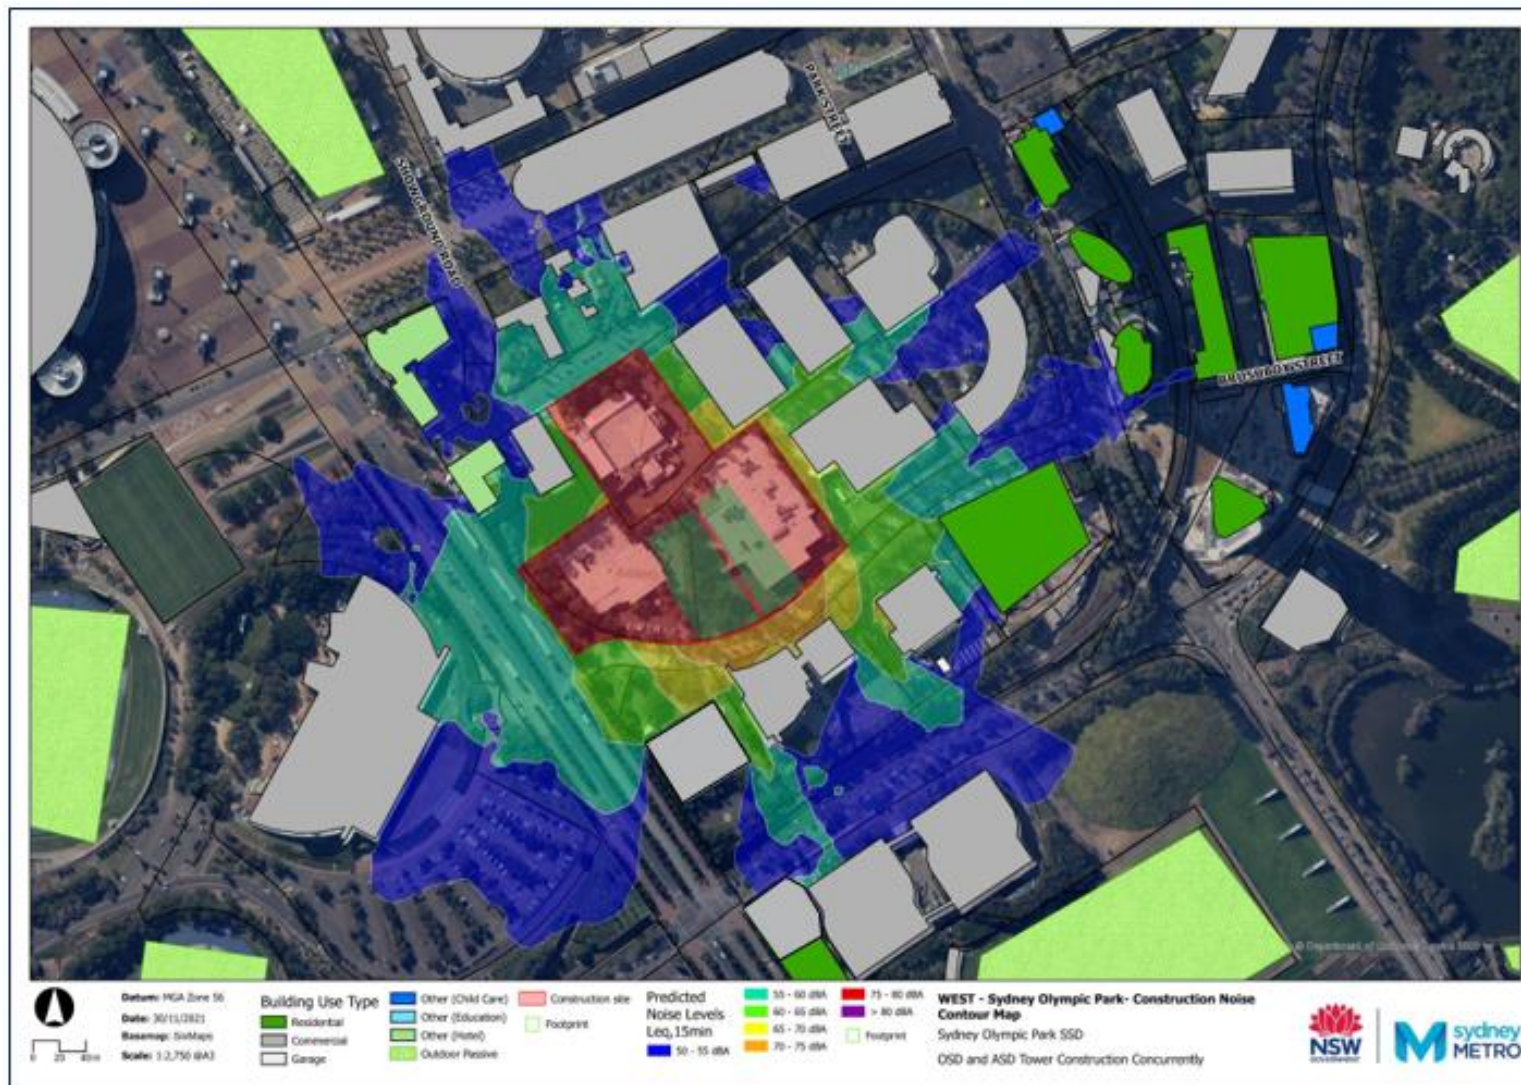 PARK STREET
SHOWGROUND ROAD
Datum: MGA Zone 56
Date: 30/11/2021
Basemap: SixMaps
Scale: 1:2,750 @A3
0 20 40m
Building Use Type
Residential
Commercial
Garage
Other (Child Care)
Other (Education)
Other (Hotel)
Outdoor Passive
Construction site
Footprint
Predicted
Noise Levels
Leq,15min
50 - 55 dBA
55 - 60 dBA
60 - 65 dBA
65 - 70 dBA
70 - 75 dBA
75 - 80 dBA
> 80 dBA
Footprint
WEST - Sydney Olympic Park- Construction Noise
Contour Map
Sydney Olympic Park SSD
OSD and ASD Tower Construction Concurrently
NSW
GOVERNMENT
sydney
METRO